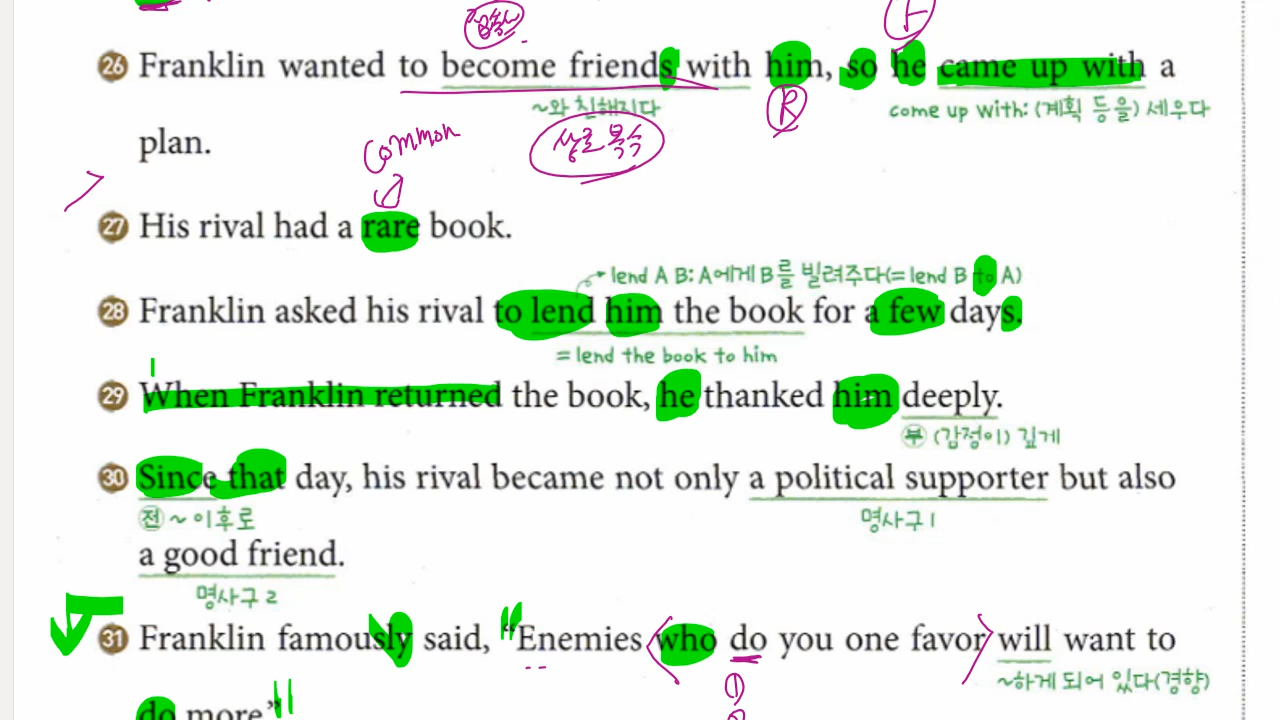 F
26 Franklin wanted to become friends with him, so he came up with a
~와 친해지다
R
come up with: (계획 등을) 세우다
plan.
common
상호 복수
27 His rival had a rare book.
lend A B: A에게 B를 빌려주다(= lend B to A)
28 Franklin asked his rival to lend him the book for a few days.
= lend the book to him
29 When Franklin returned the book, he thanked him deeply.
부 (감정이) 깊게
30 Since that day, his rival became not only a political supporter but also
전 ~ 이후로
명사구 1
a good friend.
명사구 2
31 Franklin famously said, “Enemies who do you one favor will want to
~하게 되어 있다(경향)
①
do more.”